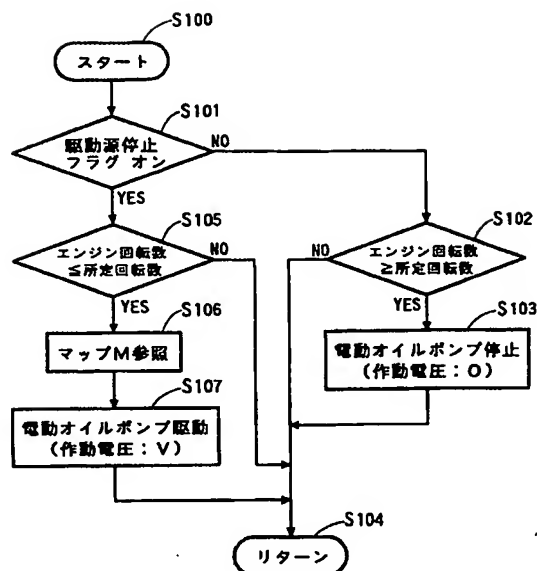 S100
スタート
S101
駆動源停止
フラグ オン
NO
YES
S105
エンジン回転数
≦所定回転数
NO
YES
S102
エンジン回転数
≧所定回転数
NO
YES
S106
マップM参照
S103
電動オイルポンプ停止
(作動電圧：0)
S107
電動オイルポンプ駆動
(作動電圧：V)
S104
リターン